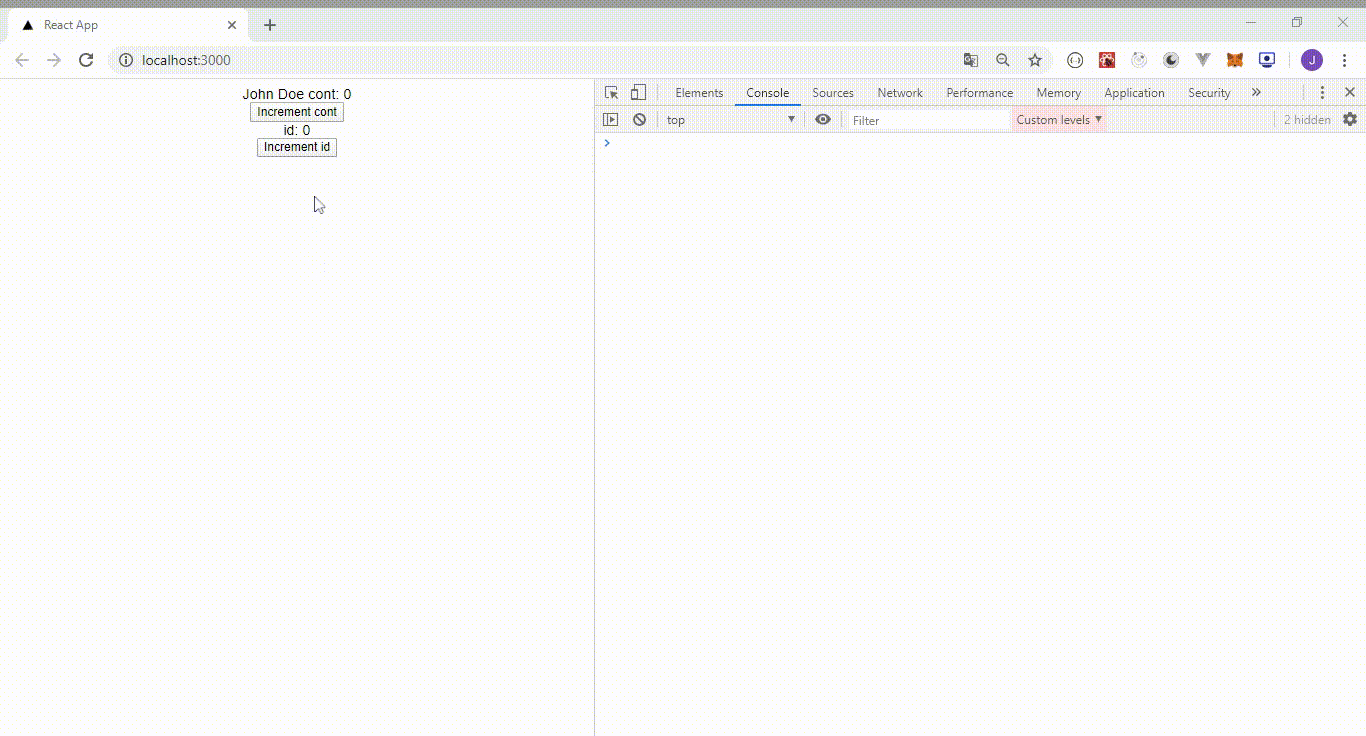 React App
localhost:3000
J
John Doe cont: 0
Increment cont
id: 0
Increment id
Elements Console Sources Network Performance Memory Application Security »
top Filter Custom levels 2 hidden